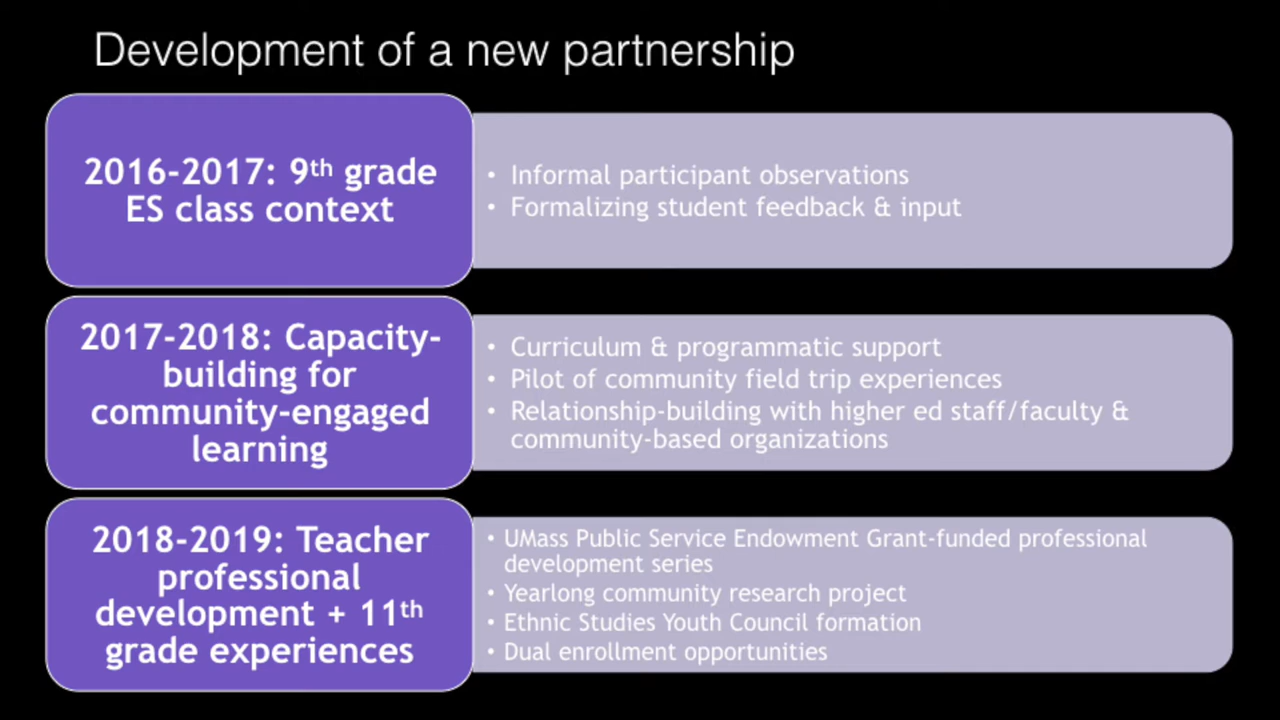 Development of a new partnership
2016-2017: 9th grade
ES class context
• Informal participant observations
• Formalizing student feedback & input
2017-2018: Capacity-
building for
community-engaged
learning
• Curriculum & programmatic support
• Pilot of community field trip experiences
• Relationship-building with higher ed staff/faculty &
community-based organizations
2018-2019: Teacher
professional
development + 11th
grade experiences
• UMass Public Service Endowment Grant-funded professional
development series
• Yearlong community research project
• Ethnic Studies Youth Council formation
• Dual enrollment opportunities